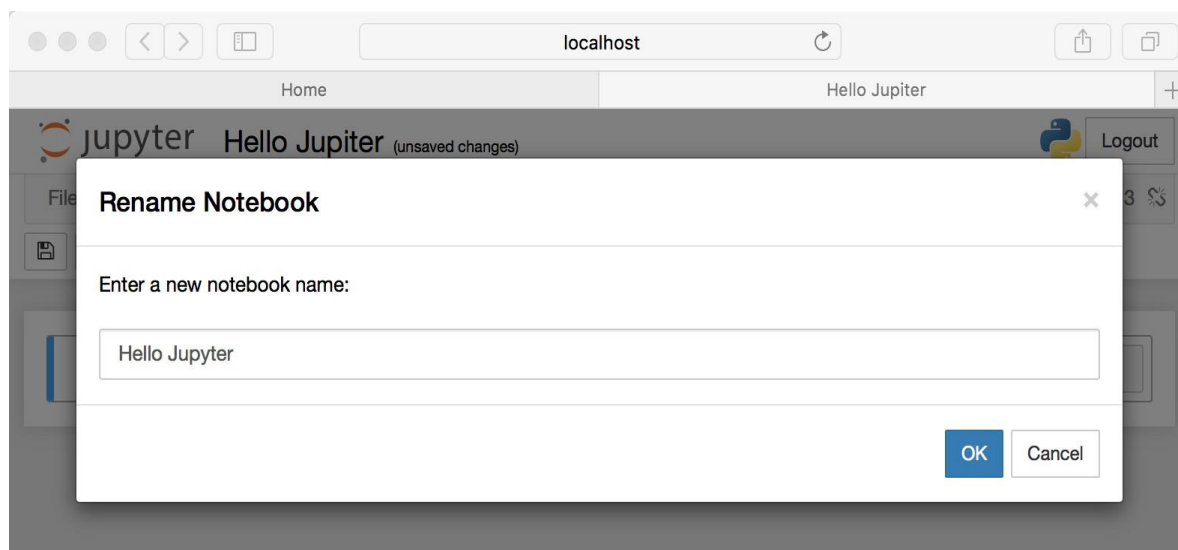 localhost
Home
Hello Jupiter
jupyter Hello Jupiter (unsaved changes)
Logout
File
3
Rename Notebook
Enter a new notebook name:
Hello Jupyter
OK
Cancel